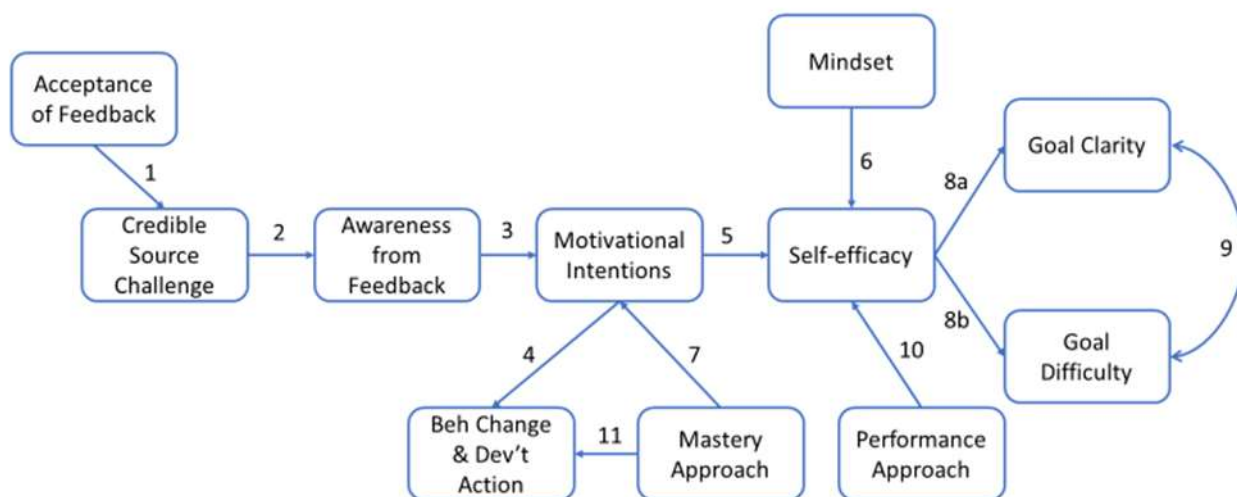 Mindset
Acceptance
of Feedback
Goal Clarity
1
6
8a
Credible
Source
Challenge
2
Awareness
from
Feedback
3
Motivational
Intentions
5
Self-efficacy
9
8b
4
7
10
Goal
Difficulty
Beh Change
& Dev't
Action
11
Mastery
Approach
Performance
Approach